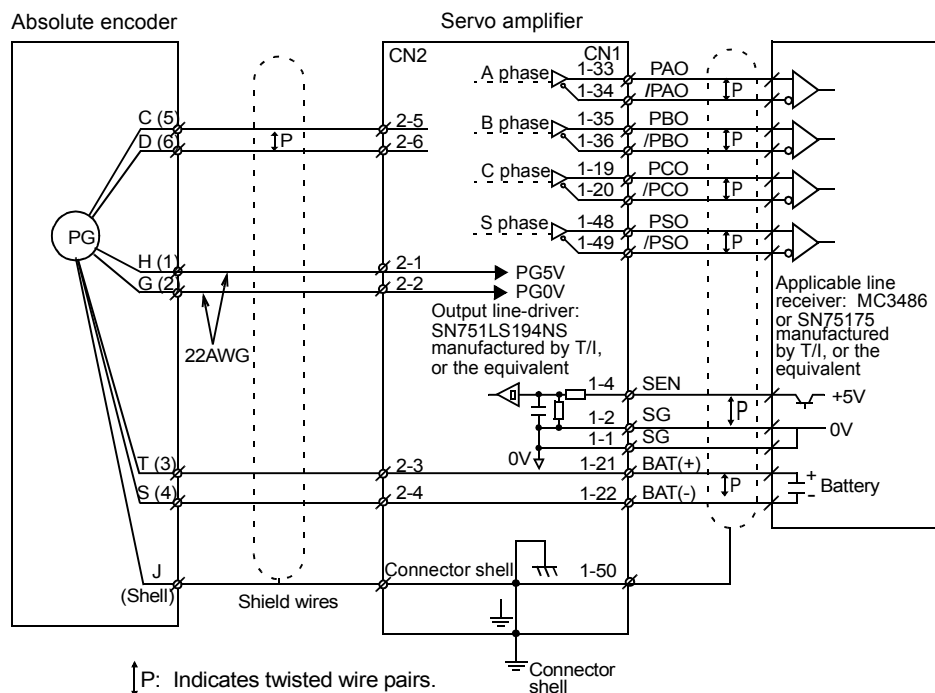 Absolute encoder
Servo amplifier
CN2
CN1
A phase
1-33
PAO
P
1-34
/PAO
B phase
1-35
PBO
P
1-36
/PBO
C phase
1-19
PCO
P
1-20
/PCO
S phase
1-48
PSO
P
1-49
/PSO
C (5)
2-5
P
D (6)
2-6
PG
H (1)
2-1
PG5V
G (2)
2-2
PG0V
22AWG
Output line-driver:
SN751LS194NS
manufactured by T/I,
or the equivalent
Applicable line
receiver: MC3486
or SN75175
manufactured
by T/I, or the
equivalent
1-4
SEN
+5V
P
1-2
SG
0V
1-1
SG
0V
T (3)
2-3
1-21
BAT(+)
P
+
Battery
-
S (4)
2-4
1-22
BAT(-)
J
(Shell)
Shield wires
Connector shell
1-50
Connector
shell
P: Indicates twisted wire pairs.